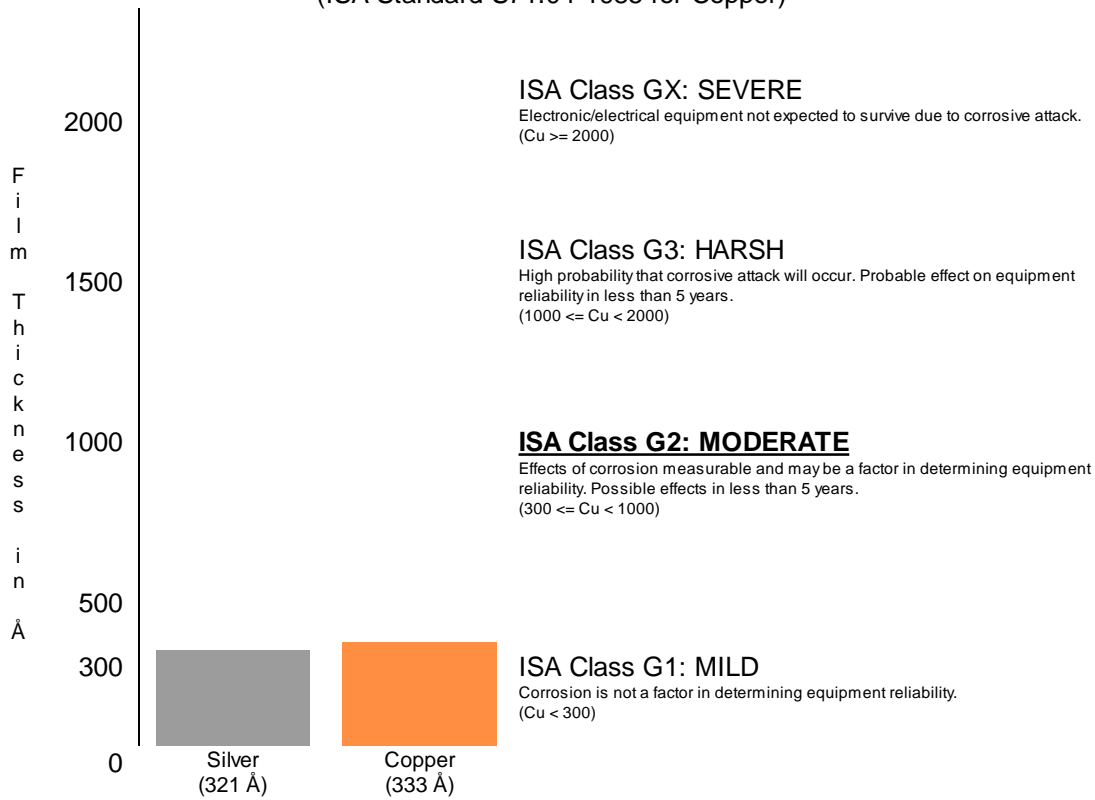 2000
1500
1000
500
300
0
Film Thickness in Å
ISA Class GX: SEVERE
Electronic/electrical equipment not expected to survive due to corrosive attack.
(Cu >= 2000)
ISA Class G3: HARSH
High probability that corrosive attack will occur. Probable effect on equipment
reliability in less than 5 years.
(1000 <= Cu < 2000)
ISA Class G2: MODERATE
Effects of corrosion measurable and may be a factor in determining equipment
reliability. Possible effects in less than 5 years.
(300 <= Cu < 1000)
ISA Class G1: MILD
Corrosion is not a factor in determining equipment reliability.
(Cu < 300)
Silver
(321 Å)
Copper
(333 Å)